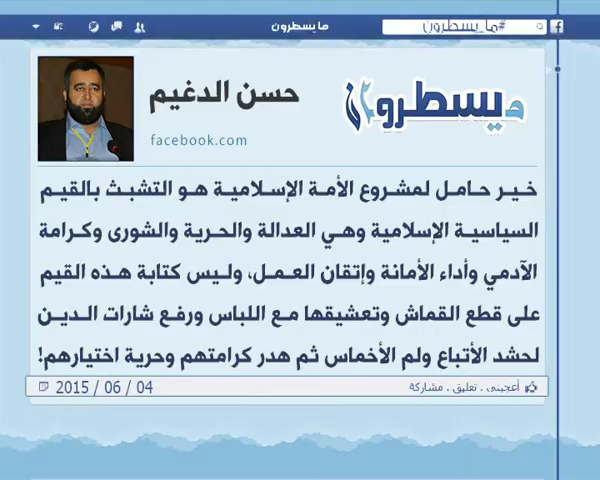 ما يسطرون
#ما_يسطرون
ما يسطرون
حسن الدغيم
facebook.com
خير حامل لمشروع الأمة الإسلامية هو التشبث بالقيم
السياسية الإسلامية وهي العدالة والحرية والشورى وكرامة
الآدمي وأداء الأمانة وإتقان العمل، وليس كتابة هذه القيم
على قطع القماش وتعشيقها مع اللباس ورفع شارات الدين
لحشد الأتباع ولم الأخماس ثم هدر كرامتهم وحرية اختيارهم!
أعجبني . تعليق . مشاركة
2015 / 06 / 04